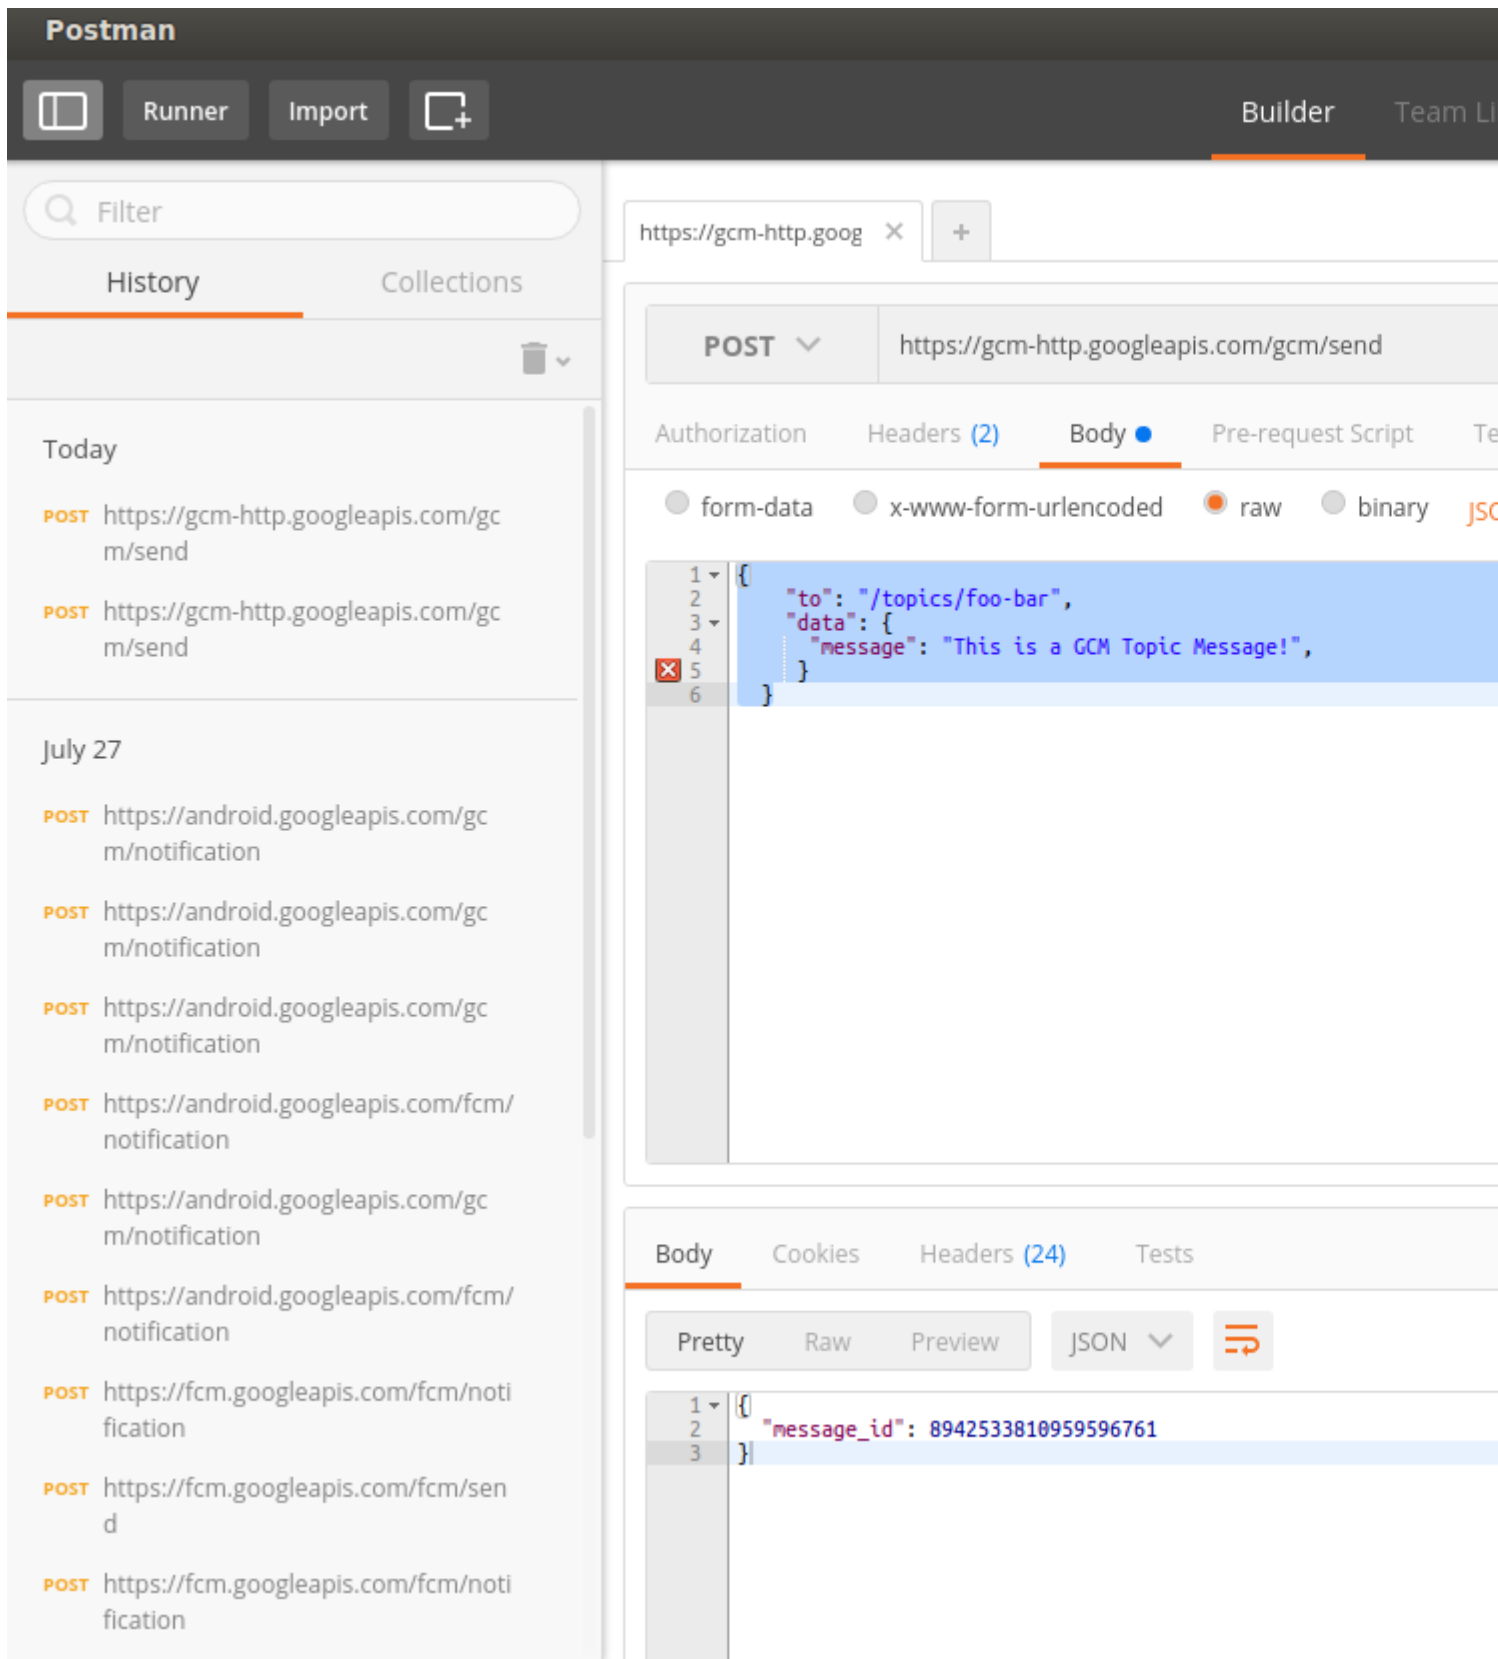 Postman
Runner Import
Builder Team Li
Filter
History Collections
Today
POST https://gcm-http.googleapis.com/gc
m/send
POST https://gcm-http.googleapis.com/gc
m/send
July 27
POST https://android.googleapis.com/gc
m/notification
POST https://android.googleapis.com/gc
m/notification
POST https://android.googleapis.com/gc
m/notification
POST https://android.googleapis.com/fcm/
notification
POST https://android.googleapis.com/gc
m/notification
POST https://android.googleapis.com/fcm/
notification
POST https://fcm.googleapis.com/fcm/noti
fication
POST https://fcm.googleapis.com/fcm/sen
d
POST https://fcm.googleapis.com/fcm/noti
fication
https://gcm-http.goog
POST https://gcm-http.googleapis.com/gcm/send
Authorization Headers (2) Body Pre-request Script Te
form-data x-www-form-urlencoded raw binary JSO
1 {
2 "to": "/topics/foo-bar",
3 "data": {
4 "message": "This is a GCM Topic Message!",
5 }
6 }
Body Cookies Headers (24) Tests
Pretty Raw Preview JSON
1 {
2 "message_id": 8942533810959596761
3 }